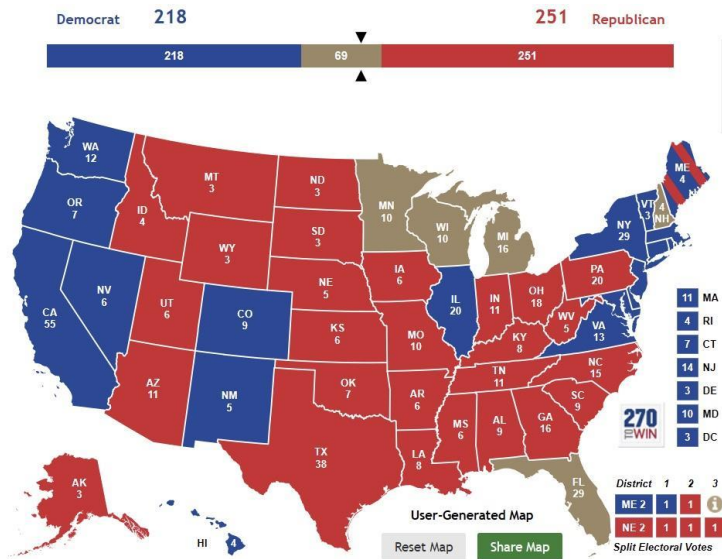 Democrat 218 251 Republican
218 69 251
WA
12
OR
7
CA
55
NV
6
ID
4
MT
3
WY
3
UT
6
AZ
11
CO
9
NM
5
ND
3
SD
3
NE
5
KS
6
OK
7
TX
38
MN
10
IA
6
MO
10
AR
6
LA
8
WI
10
IL
20
MI
16
IN
11
OH
18
KY
8
TN
11
MS
6
AL
9
GA
16
FL
29
SC
9
NC
15
VA
13
WV
5
PA
20
NY
29
VT
3
4
NH
ME
4
AK
3
HI 4
11 MA
4 RI
7 CT
14 NJ
3 DE
10 MD
3 DC
270
TO WIN
District 1 2 3
ME 2 1 1 i
NE 2 1 1 1
Split Electoral Votes
User-Generated Map
Reset Map Share Map